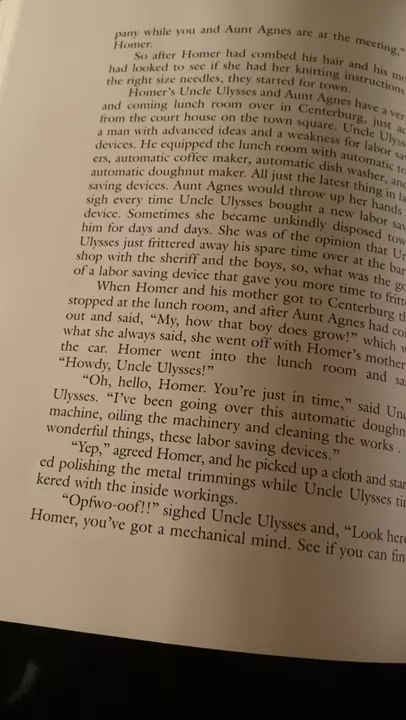 pany while you and Aunt Agnes are at the meeting,"
Homer.
So after Homer had combed his hair and his
had looked to see if she had her knitting instructions
the right size needles, they started for town.
Homer's Uncle Ulysses and Aunt Agnes have a
and coming lunch room over in Centerburg, just
from the court house on the town square. Uncle
a man with advanced ideas and a weakness for labor
devices. He equipped the lunch room with automatic
ers, automatic coffee maker, automatic dish washer,
automatic doughnut maker. All just the latest thing in
saving devices. Aunt Agnes would throw up her hands
sigh every time Uncle Ulysses bought a new labor
device. Sometimes she became unkindly disposed
him for days and days. She was of the opinion that
Ulysses just frittered away his spare time over at the
shop with the sheriff and the boys, so, what was the
of a labor saving device that gave you more time to
When Homer and his mother got to Centerburg
stopped at the lunch room, and after Aunt Agnes had
out and said, "My, how that boy does grow!" which
what she always said, she went off with Homer's mother
the car. Homer went into the lunch room and
"Howdy, Uncle Ulysses!"
"Oh, hello, Homer. You're just in time," said
Ulysses. "I've been going over this automatic
machine, oiling the machinery and cleaning the works .
wonderful things, these labor saving devices."
"Yep," agreed Homer, and he picked up a cloth and
ed polishing the metal trimmings while Uncle Ulysses
kered with the inside workings.
"Opfwo-oof!!" sighed Uncle Ulysses and, "Look
Homer, you've got a mechanical mind. See if you can